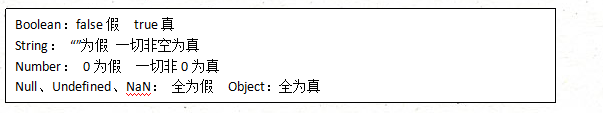 Boolean：false 假 true 真
String： “”为假 一切非空为真
Number： 0 为假 一切非 0 为真
Null、Undefined、NaN： 全为假 Object：全为真